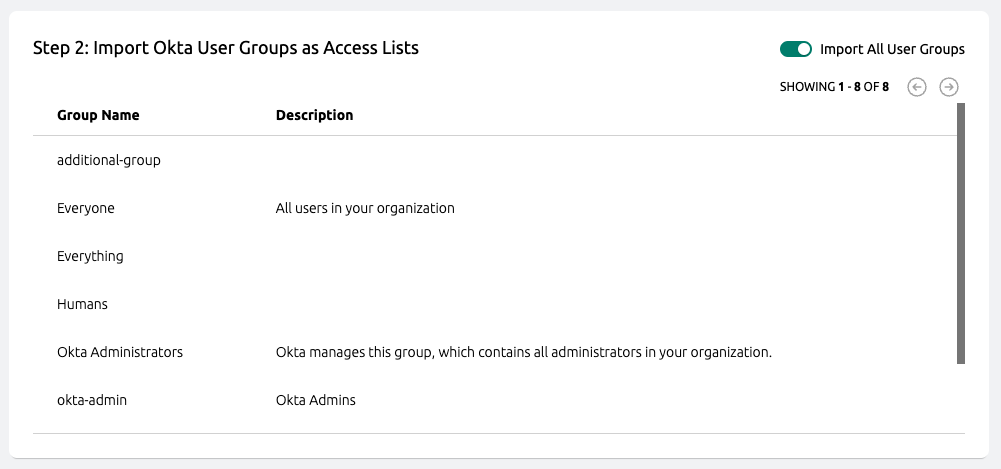 Step 2: Import Okta User Groups as Access Lists
Import All User Groups
SHOWING 1 - 8 OF 8
Group Name Description
additional-group
Everyone All users in your organization
Everything
Humans
Okta Administrators Okta manages this group, which contains all administrators in your organization.
okta-admin Okta Admins